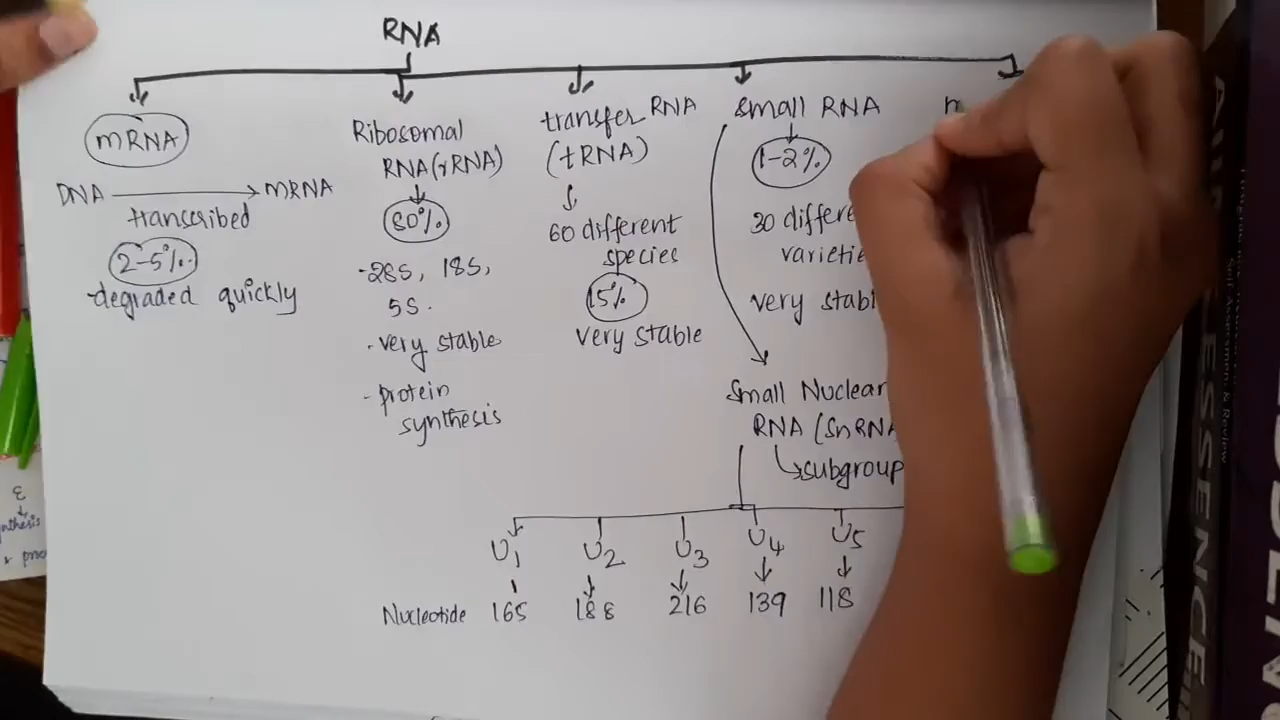 RNA
mRNA
DNA → mRNA
transcribed
2-5%.
degraded quickly
Ribosomal
RNA (rRNA)
80%.
-28S, 18S,
5S.
- very stable
- protein
synthesis
transfer RNA
(tRNA)
60 different
species
15%
very stable
small RNA
1-2%.
30 differe
varietie
very stabl
Small Nuclear
RNA (SnRNA
subgroup
U1 U2 U3 U4 U5
Nucleotide 165 188 216 139 118
ESSENCE
nthesis